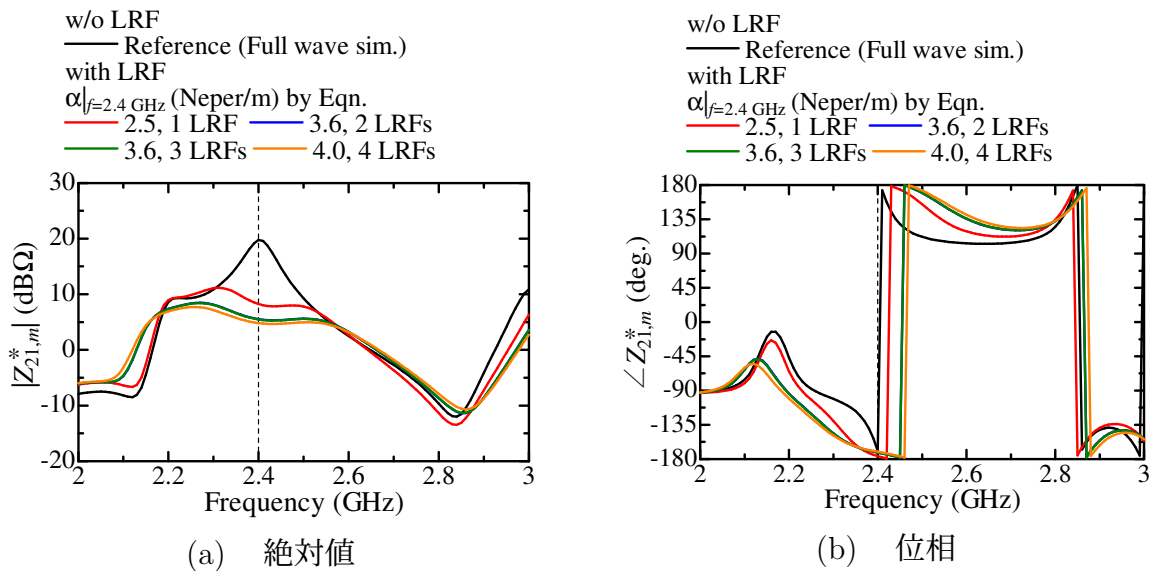 w/o LRF
Reference (Full wave sim.)
with LRF
α|f=2.4 GHz (Neper/m) by Eqn.
2.5, 1 LRF 3.6, 2 LRFs
3.6, 3 LRFs 4.0, 4 LRFs
|Z*21,m| (dBΩ)
30
20
10
0
-10
-20
2 2.2 2.4 2.6 2.8 3
Frequency (GHz)
(a) 絶対値
w/o LRF
Reference (Full wave sim.)
with LRF
α|f=2.4 GHz (Neper/m) by Eqn.
2.5, 1 LRF 3.6, 2 LRFs
3.6, 3 LRFs 4.0, 4 LRFs
∠Z*21,m (deg.)
180
135
90
45
0
-45
-90
-135
-180
2 2.2 2.4 2.6 2.8 3
Frequency (GHz)
(b) 位相